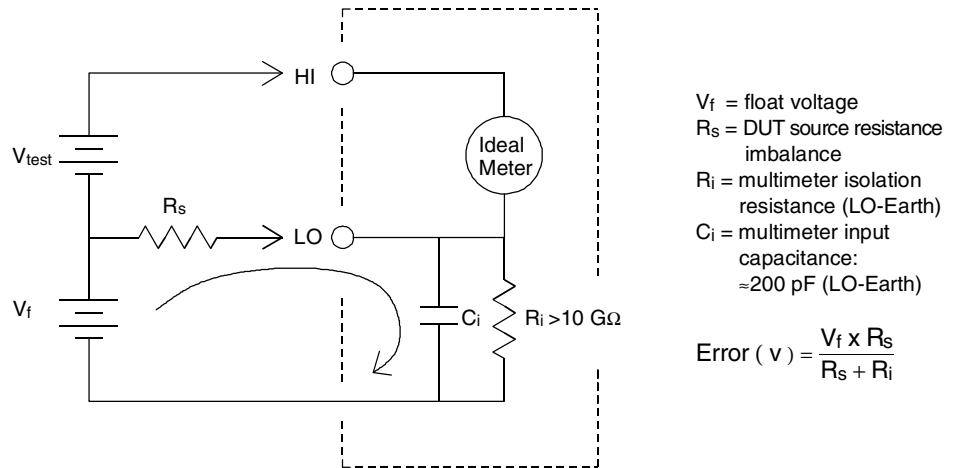 HI
Vtest
Ideal
Meter
Rs
LO
Vf
Ci
Ri >10 GΩ
Vf = float voltage
Rs = DUT source resistance
imbalance
Ri = multimeter isolation
resistance (LO-Earth)
Ci = multimeter input
capacitance:
≈200 pF (LO-Earth)
Error ( v ) = Vf x Rs / Rs + Ri